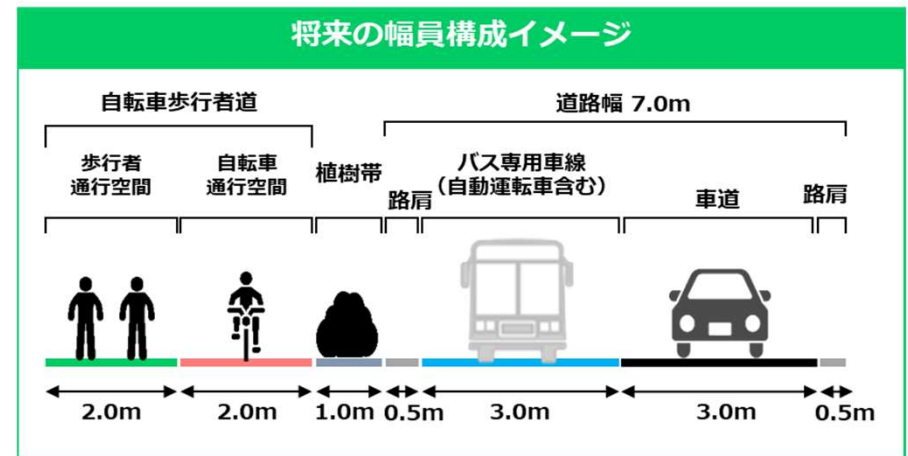 将来の幅員構成イメージ
自転車歩行者道
道路幅 7.0m
歩行者
通行空間
自転車
通行空間
植樹帯
路肩
バス専用車線
（自動運転車含む）
車道
路肩
2.0m
2.0m
1.0m
0.5m
3.0m
3.0m
0.5m